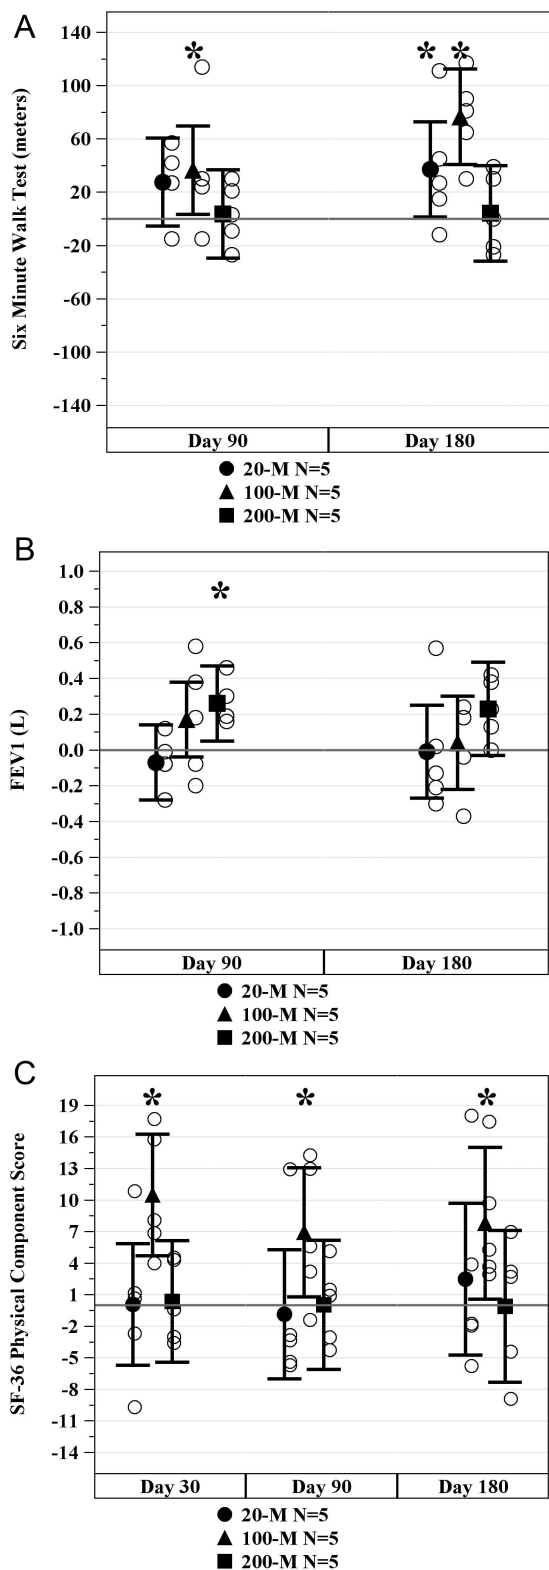 A
*
* *
Six Minute Walk Test (meters)
140
100
60
20
-20
-60
-100
-140
Day 90 Day 180
20-M N=5
100-M N=5
200-M N=5
B
*
FEV1 (L)
1.0
0.8
0.6
0.4
0.2
0.0
-0.2
-0.4
-0.6
-0.8
-1.0
Day 90 Day 180
20-M N=5
100-M N=5
200-M N=5
C
* * *
SF-36 Physical Component Score
19
16
13
10
7
4
1
-2
-5
-8
-11
-14
Day 30 Day 90 Day 180
20-M N=5
100-M N=5
200-M N=5